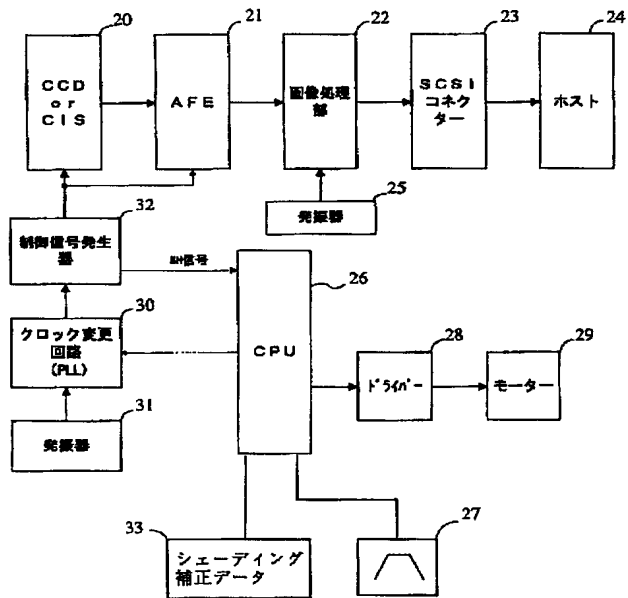 20
21
22
23
24
CCD
or
CIS
AFE
画像処理
部
SCSI
コネク
ター
ホスト
25
発振器
32
制御信号発生
器
SH信号
26
CPU
30
クロック変更
回路
(PLL)
28
ドライバー
29
モーター
31
発振器
33
シェーディング
補正データ
27